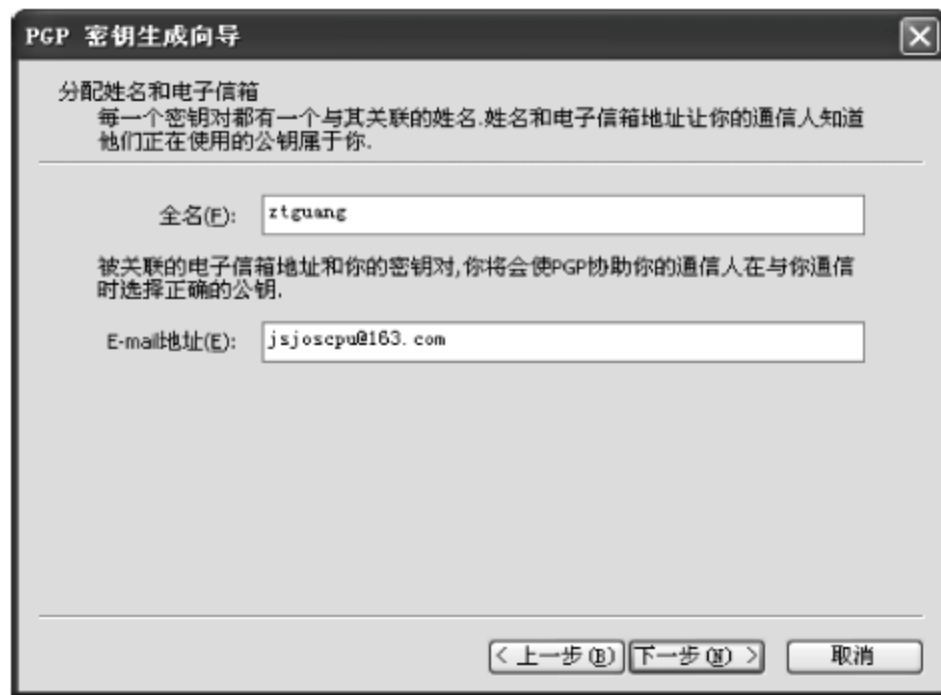 PGP 密钥生成向导
分配姓名和电子信箱
每一个密钥对都有一个与其关联的姓名.姓名和电子信箱地址让你的通信人知道
他们正在使用的公钥属于你.
全名(F): ztguang
被关联的电子信箱地址和你的密钥对,你将会使PGP协助你的通信人在与你通信
时选择正确的公钥.
E-mail地址(E): jsjoscpu@163.com
< 上一步(B) 下一步(N) > 取消